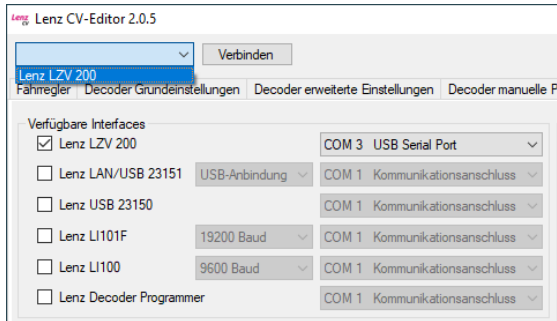 Lenz CV Lenz CV-Editor 2.0.5
Verbinden
Lenz LZV 200
Fahrregler Decoder Grundeinstellungen Decoder erweiterte Einstellungen Decoder manuelle P
Verfügbare Interfaces
Lenz LZV 200 COM 3 USB Serial Port
Lenz LAN/USB 23151 USB-Anbindung COM 1 Kommunikationsanschluss
Lenz USB 23150 COM 1 Kommunikationsanschluss
Lenz LI101F 19200 Baud COM 1 Kommunikationsanschluss
Lenz LI100 9600 Baud COM 1 Kommunikationsanschluss
Lenz Decoder Programmer COM 1 Kommunikationsanschluss